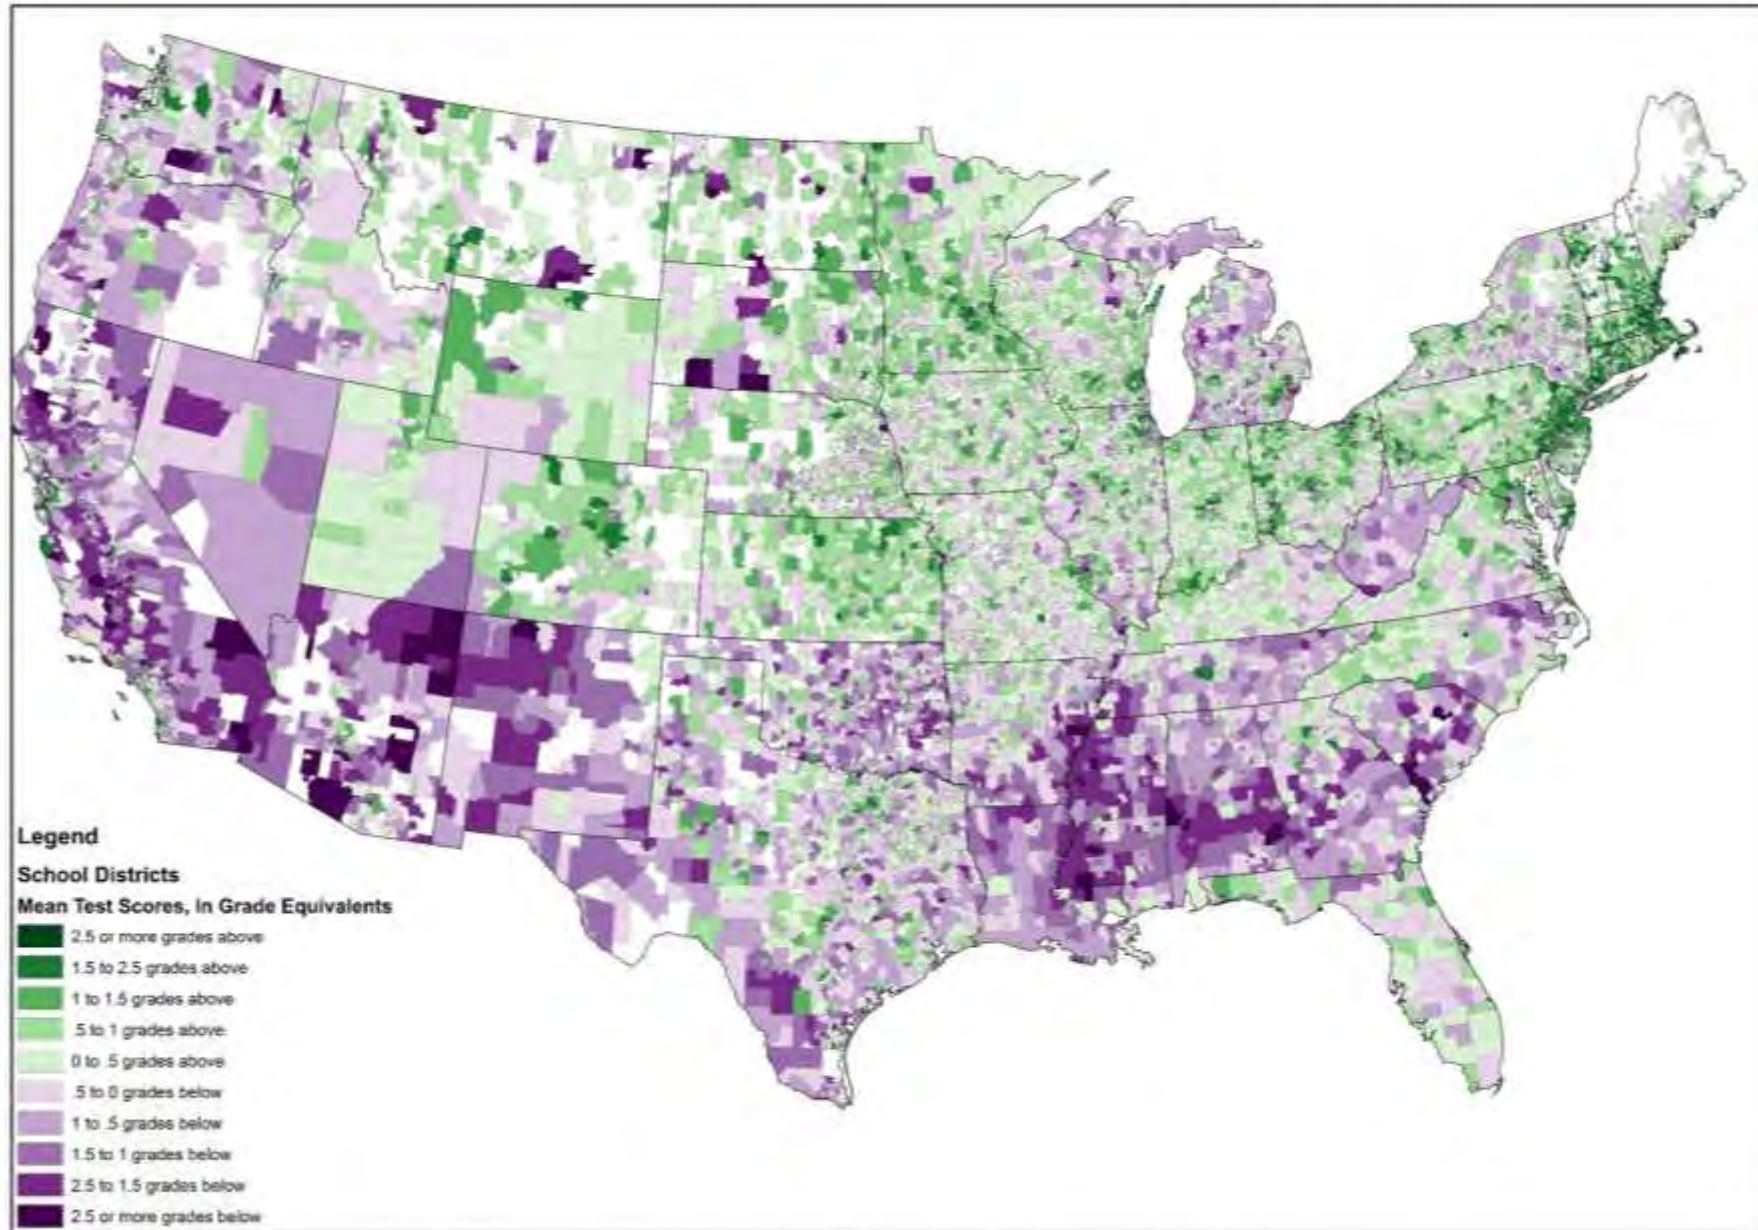 Legend
School Districts
Mean Test Scores, In Grade Equivalents
2.5 or more grades above
1.5 to 2.5 grades above
1 to 1.5 grades above
.5 to 1 grades above
0 to .5 grades above
.5 to 0 grades below
1 to .5 grades below
1.5 to 1 grades below
2.5 to 1.5 grades below
2.5 or more grades below